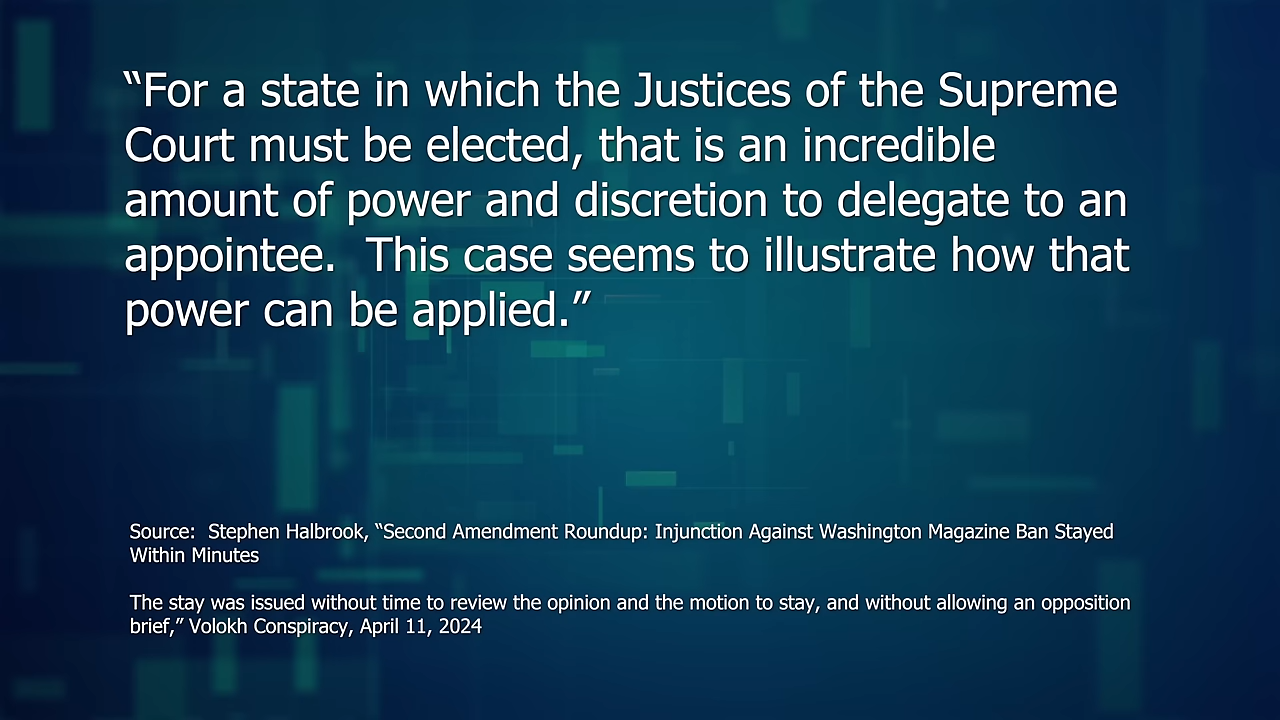 “For a state in which the Justices of the Supreme
Court must be elected, that is an incredible
amount of power and discretion to delegate to an
appointee.  This case seems to illustrate how that
power can be applied.”
Source:  Stephen Halbrook, “Second Amendment Roundup: Injunction Against Washington Magazine Ban Stayed
Within Minutes
The stay was issued without time to review the opinion and the motion to stay, and without allowing an opposition
brief,” Volokh Conspiracy, April 11, 2024